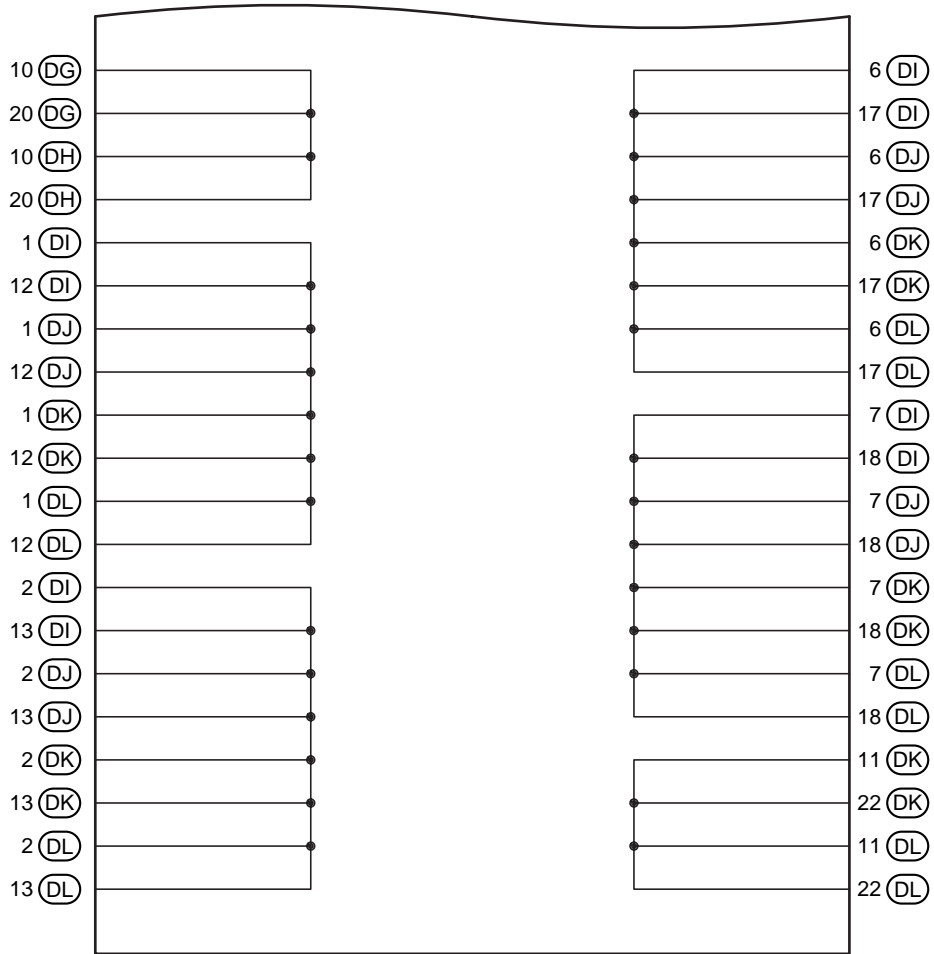 10 DG
20 DG
10 DH
20 DH
1 DI
12 DI
1 DJ
12 DJ
1 DK
12 DK
1 DL
12 DL
2 DI
13 DI
2 DJ
13 DJ
2 DK
13 DK
2 DL
13 DL
6 DI
17 DI
6 DJ
17 DJ
6 DK
17 DK
6 DL
17 DL
7 DI
18 DI
7 DJ
18 DJ
7 DK
18 DK
7 DL
18 DL
11 DK
22 DK
11 DL
22 DL